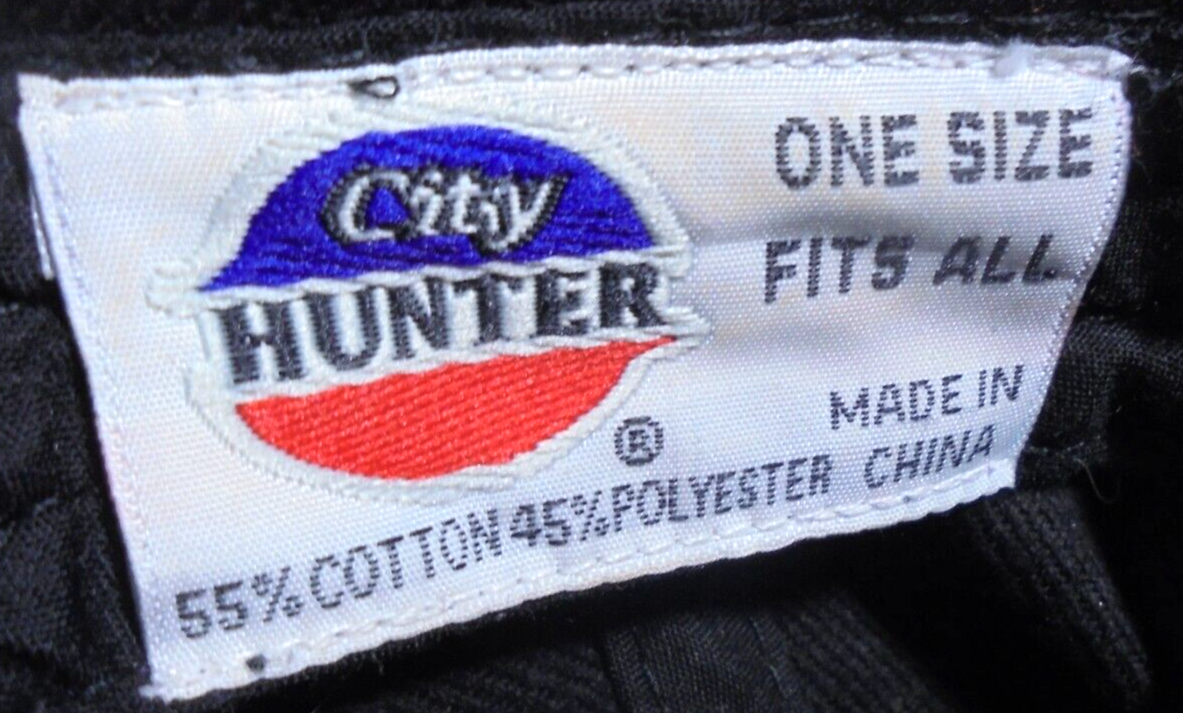 City
HUNTER
®
ONE SIZE
FITS ALL
MADE IN
CHINA
55% COTTON 45% POLYESTER